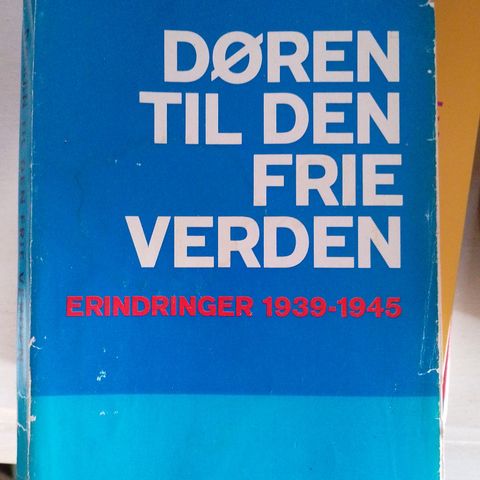 DØREN
TIL DEN
FRIE
VERDEN
ERINDRINGER 1939-1945